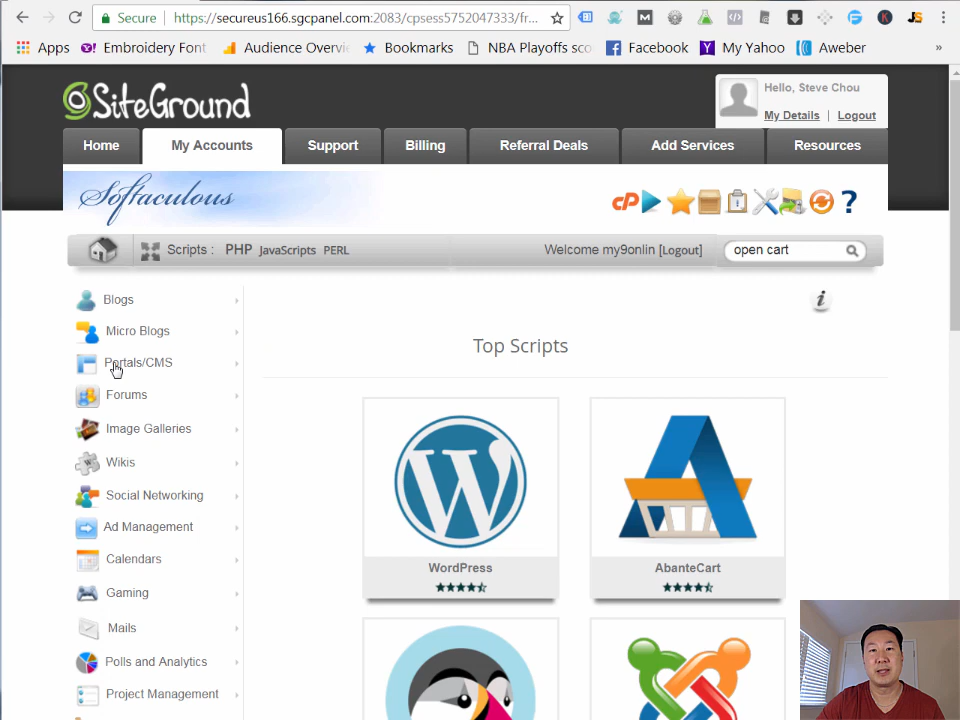 Secure
https://secureus166.sgcpanel.com:2083/cpsess5752047333/fr...
Apps
Embroidery Font
Audience Overvi
Bookmarks
NBA Playoffs sco
Facebook
My Yahoo
Aweber
»
SiteGround
Hello, Steve Chou
My Details | Logout
Home
My Accounts
Support
Billing
Referral Deals
Add Services
Resources
Softaculous
cP
?
Scripts : PHP JavaScripts PERL
Welcome my9onlin [Logout]
open cart
Blogs
Micro Blogs
Portals/CMS
Forums
Image Galleries
Wikis
Social Networking
Ad Management
Calendars
Gaming
Mails
Polls and Analytics
Project Management
i
Top Scripts
WordPress
AbanteCart